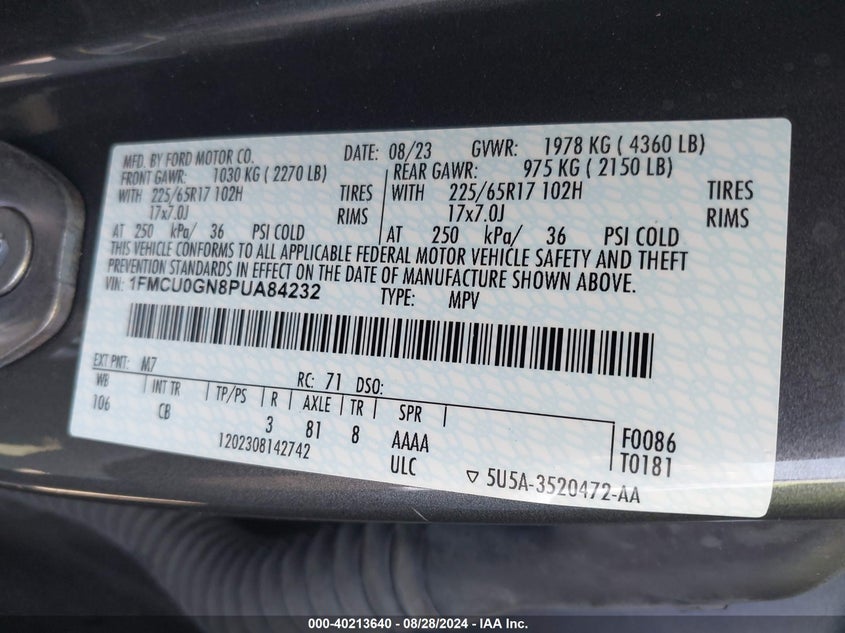 MFD. BY FORD MOTOR CO. DATE: 08/23 GVWR: 1978 KG ( 4360 LB)
FRONT GAWR: 1030 KG ( 2270 LB) REAR GAWR: 975 KG ( 2150 LB)
WITH 225/65R17 102H TIRES WITH 225/65R17 102H TIRES
17x7.0J RIMS 17x7.0J RIMS
AT 250 kPa/ 36 PSI COLD AT 250 kPa/ 36 PSI COLD
THIS VEHICLE CONFORMS TO ALL APPLICABLE FEDERAL MOTOR VEHICLE SAFETY AND THEFT
PREVENTION STANDARDS IN EFFECT ON THE DATE OF MANUFACTURE SHOWN ABOVE.
VIN: 1FMCU0GN8PUA84232 TYPE: MPV
EXT PNT: M7 RC: 71 DSO:
WB INT TR TP/PS R AXLE TR SPR
106 CB 3 81 8 AAAA F0086
1202308142742 ULC T0181
▽ 5U5A-3520472-AA
000-40213640 - 08/28/2024 - IAA Inc.